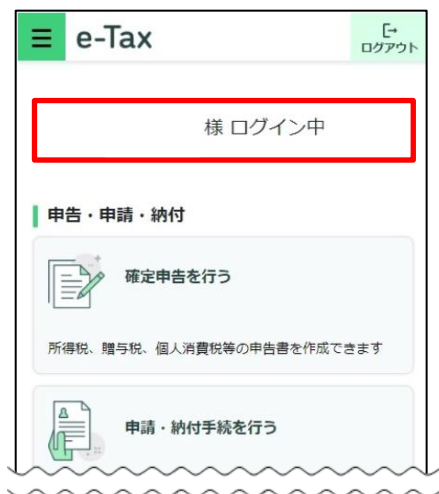 e-Tax
ログアウト
様 ログイン中
申告・申請・納付
確定申告を行う
所得税、贈与税、個人消費税等の申告書を作成できます
申請・納付手続を行う